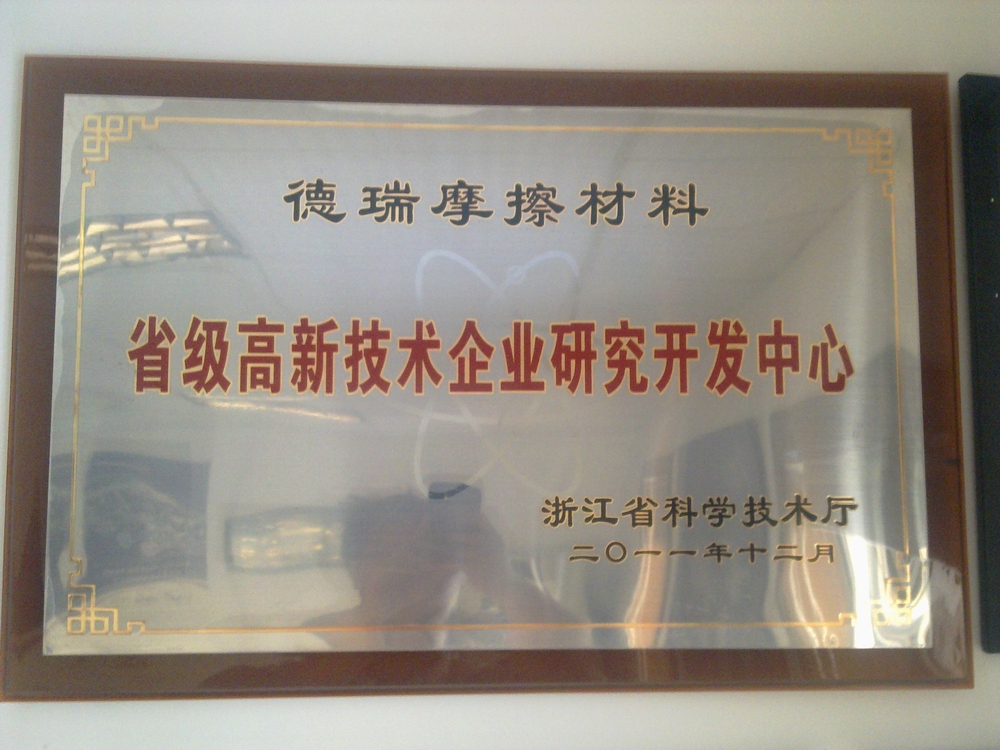 德瑞摩擦材料
省级高新技术企业研究开发中心
浙江省科学技术厅
二〇一一年十二月